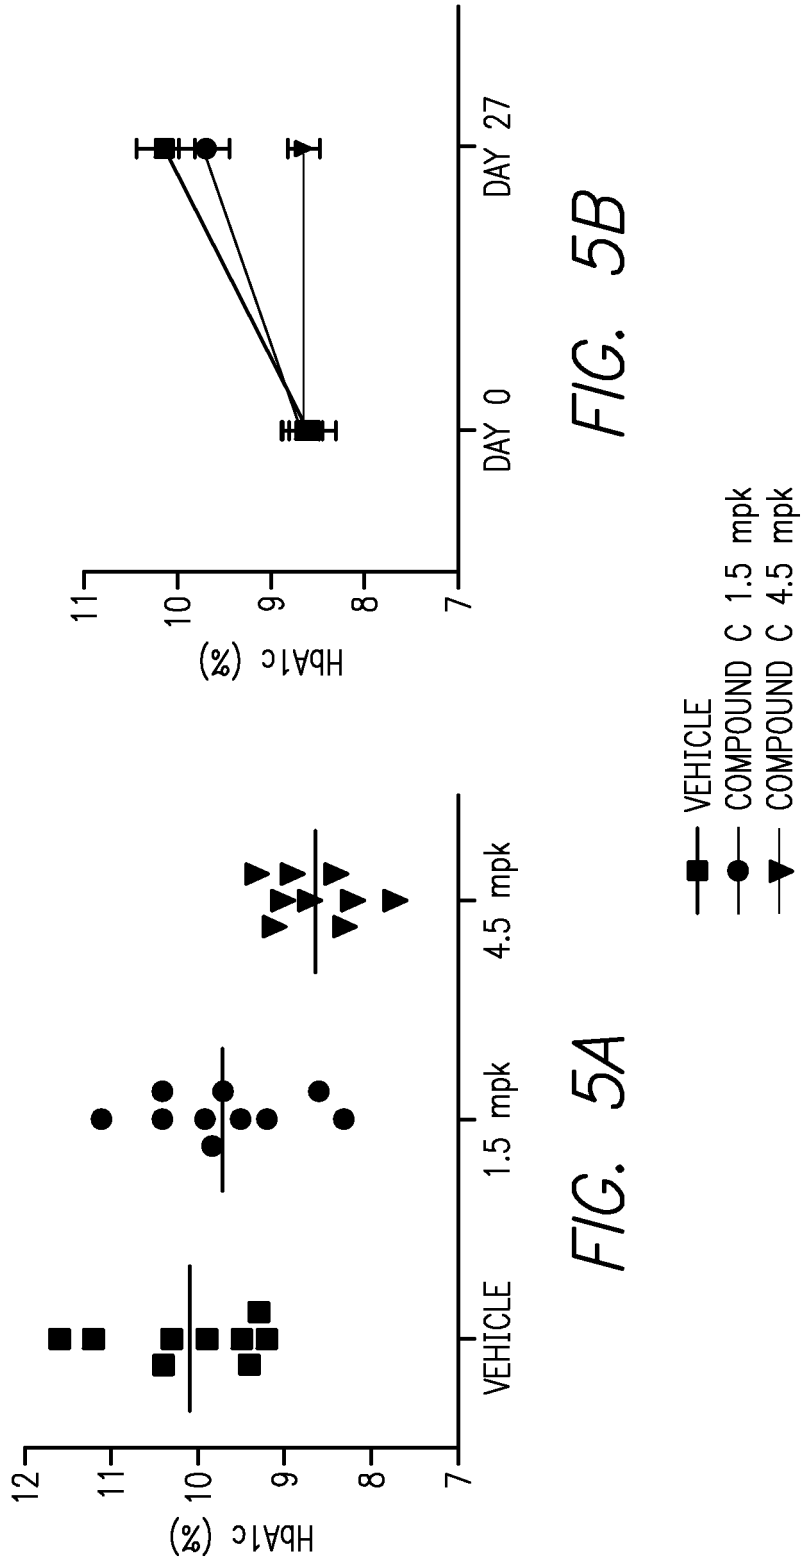 HbA1c (%)
12
11
10
9
8
7
VEHICLE
1.5 mpk
4.5 mpk
FIG. 5A
HbA1c (%)
11
10
9
8
7
DAY 0
DAY 27
FIG. 5B
VEHICLE
COMPOUND C 1.5 mpk
COMPOUND C 4.5 mpk